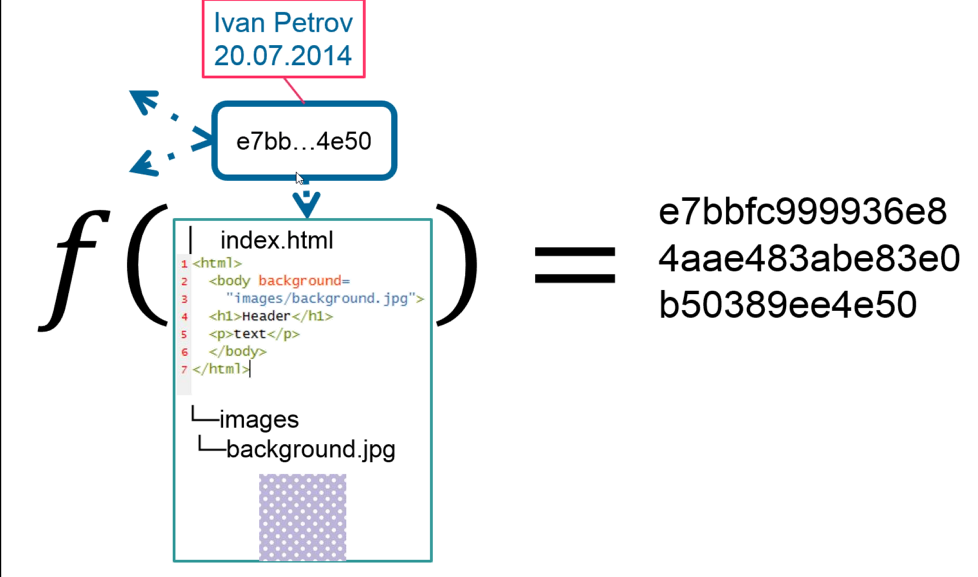 Ivan Petrov
20.07.2014
e7bb...4e50
f( ) =
e7bbfc999936e8
4aae483abe83e0
b50389ee4e50
index.html
1 <html>
2 <body background=
3 "images/background.jpg">
4 <h1>Header</h1>
5 <p>text</p>
6 </body>
7 </html>
└─images
└─background.jpg